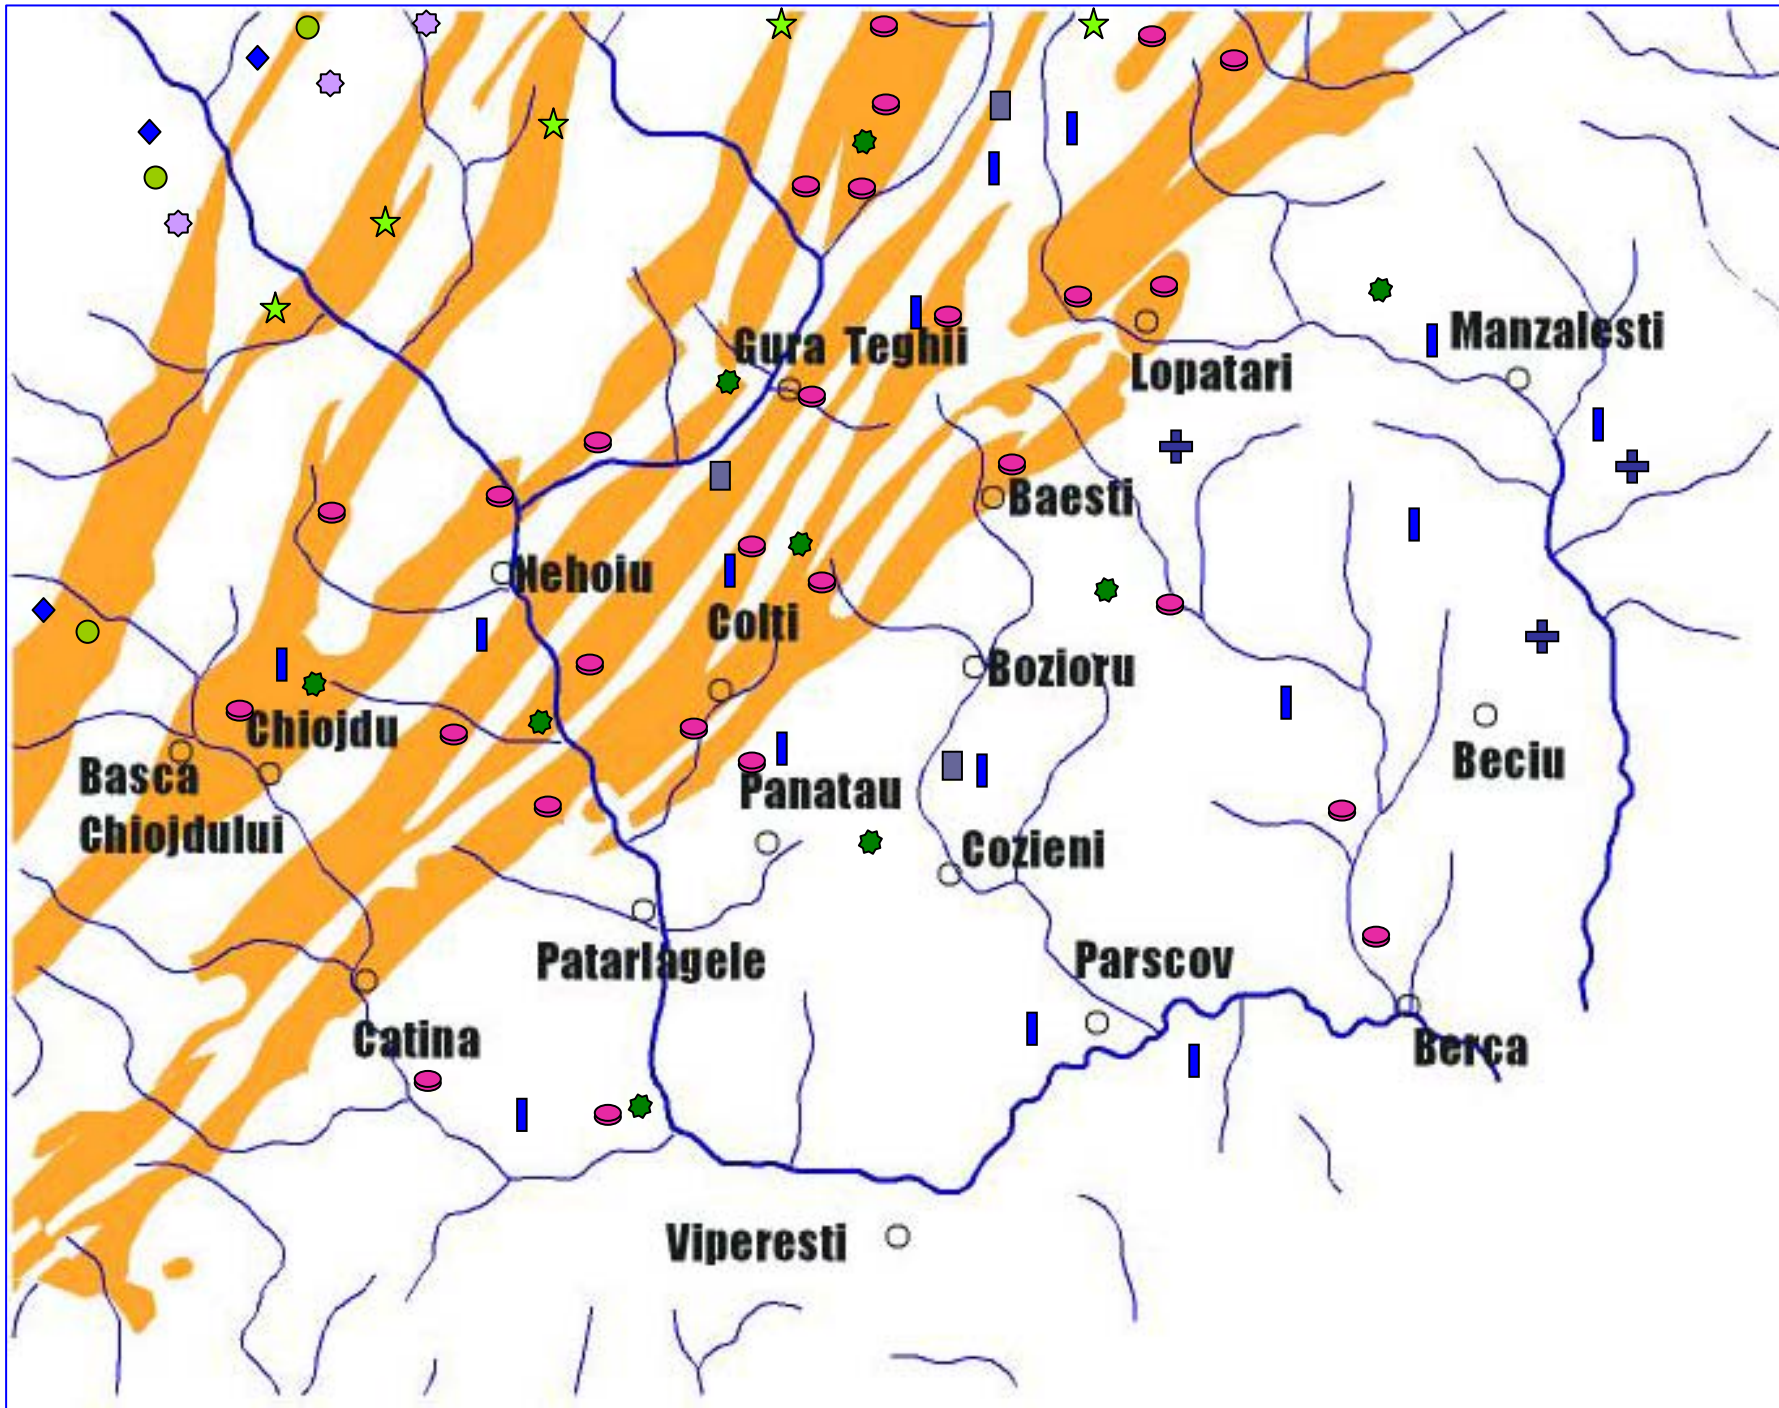 Gura Teghii
Manzalesti
Lopatari
Baesti
Nehoiu
Colti
Bozioru
Chiojdu
Basca
Chiojdului
Panatau
Beciu
Cozieni
Patarlagele
Parscov
Catina
Berca
Viperesti